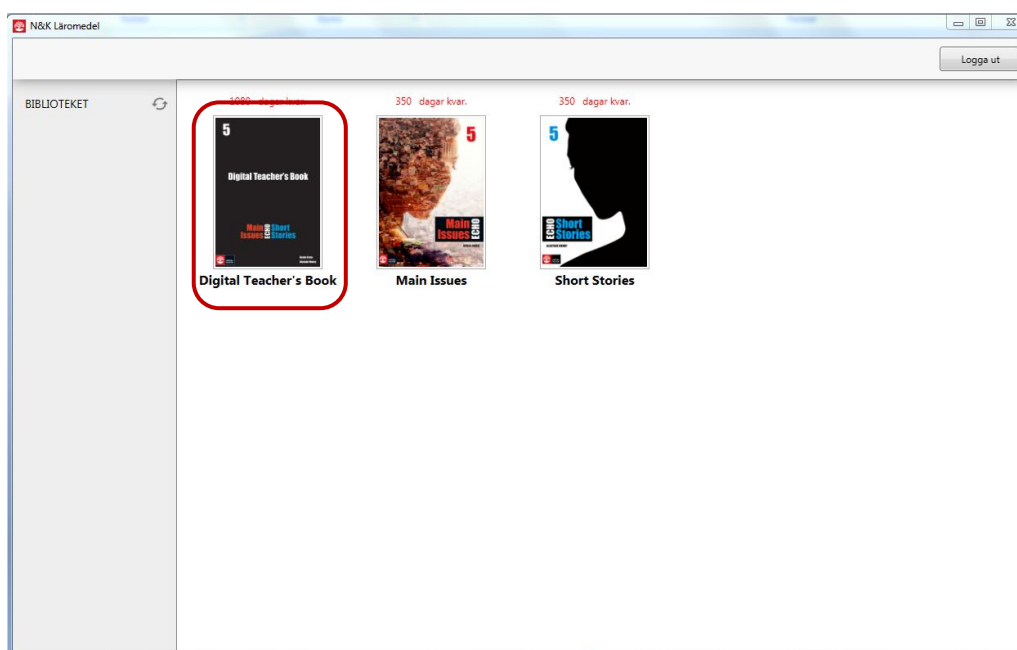 N&K Läromedel
Logga ut
BIBLIOTEKET
dagar kvar.
350 dagar kvar.
350 dagar kvar.
5
Digital Teacher's Book
Main Issues ECHO Short Stories
5
Main Issues ECHO
5
ECHO Short Stories
Digital Teacher's Book
Main Issues
Short Stories